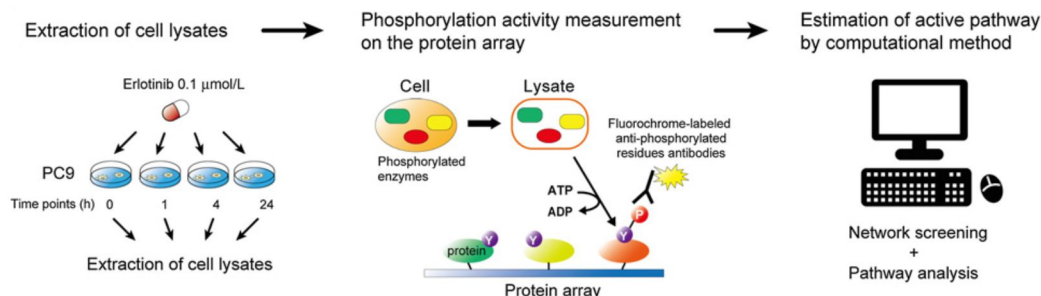 Extraction of cell lysates
Phosphorylation activity measurement
on the protein array
Estimation of active pathway
by computational method
Erlotinib 0.1 μmol/L
PC9
Time points (h) 0 1 4 24
Extraction of cell lysates
Cell
Lysate
Phosphorylated
enzymes
Fluorochrome-labeled
anti-phosphorylated
residues antibodies
ATP
ADP
P
Y
Y
Y
protein
Protein array
Network screening
+
Pathway analysis